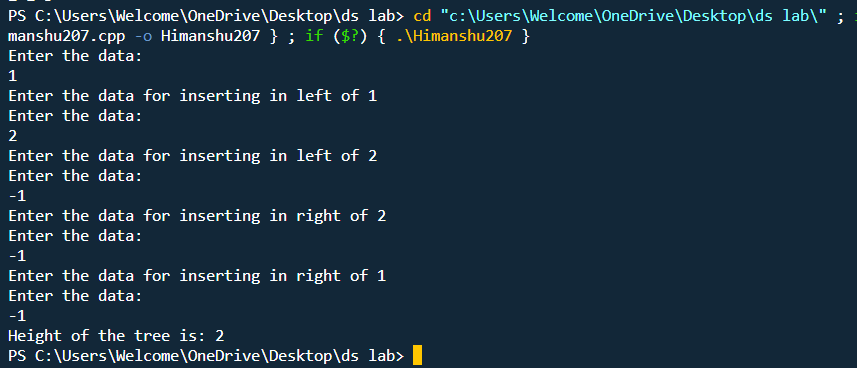 PS C:\Users\Welcome\OneDrive\Desktop\ds lab> cd "c:\Users\Welcome\OneDrive\Desktop\ds lab\" ;
manshu207.cpp -o Himanshu207 } ; if ($?) { .\Himanshu207 }
Enter the data:
1
Enter the data for inserting in left of 1
Enter the data:
2
Enter the data for inserting in left of 2
Enter the data:
-1
Enter the data for inserting in right of 2
Enter the data:
-1
Enter the data for inserting in right of 1
Enter the data:
-1
Height of the tree is: 2
PS C:\Users\Welcome\OneDrive\Desktop\ds lab>